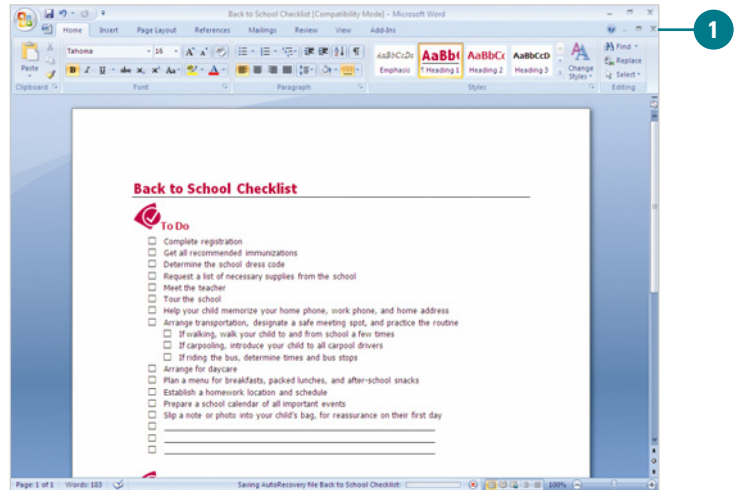 Back to School Checklist [Compatibility Mode] - Microsoft Word
Home Insert Page Layout References Mailings Review View Add-Ins
1
Tahoma 16
Paste
B I U abc x, x² Aa A
AaBbCcDc AaBb( AaBbCc AaBbCcD
Emphasis ¶ Heading 1 Heading 2 Heading 3
Change Styles
Find
Replace
Select
Clipboard Font Paragraph Styles Editing
Back to School Checklist
To Do
Complete registration
Get all recommended immunizations
Determine the school dress code
Request a list of necessary supplies from the school
Meet the teacher
Tour the school
Help your child memorize your home phone, work phone, and home address
Arrange transportation, designate a safe meeting spot, and practice the routine
If walking, walk your child to and from school a few times
If carpooling, introduce your child to all carpool drivers
If riding the bus, determine times and bus stops
Arrange for daycare
Plan a menu for breakfasts, packed lunches, and after-school snacks
Establish a homework location and schedule
Prepare a school calendar of all important events
Slip a note or photo into your child's bag, for reassurance on their first day
Page: 1 of 1 Words: 183 Saving AutoRecovery file Back to School Checklist: 100%